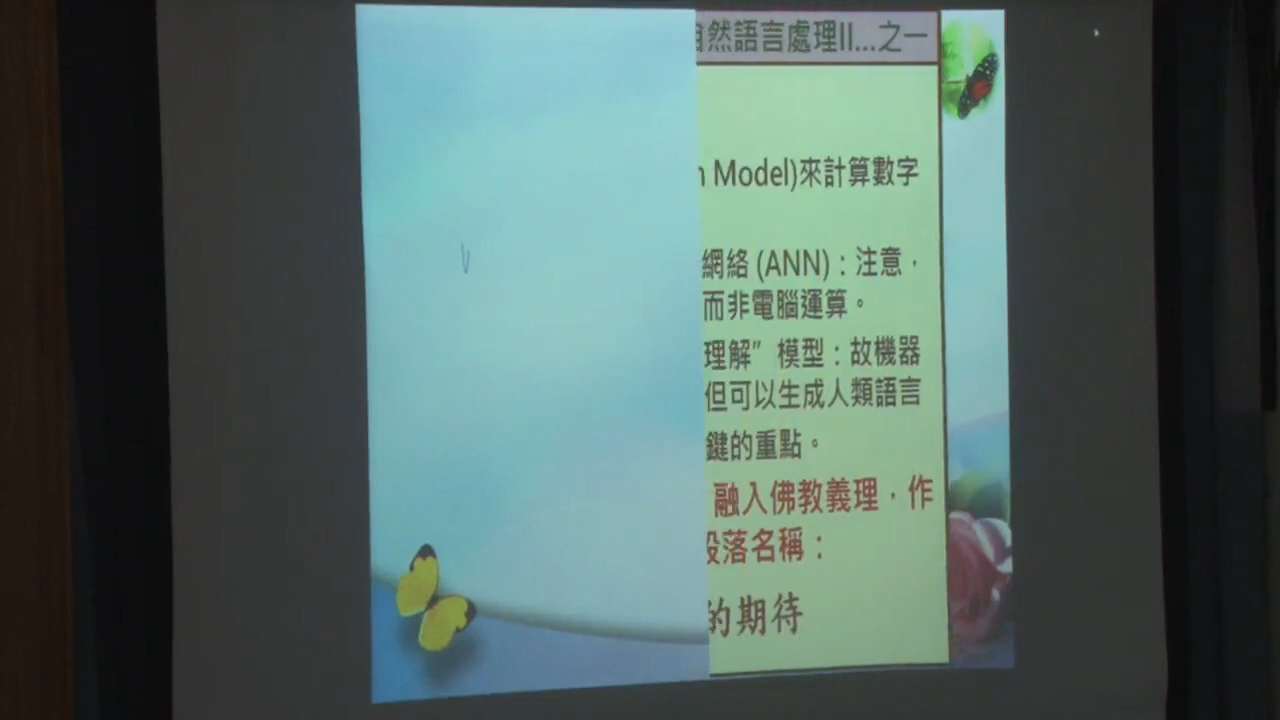 然語言處理II...之一
Model)來計算數字
網絡 (ANN)：注意，
而非電腦運算。
理解”模型：故機器
但可以生成人類語言
鍵的重點。
融入佛教義理，作
段落名稱：
的期待